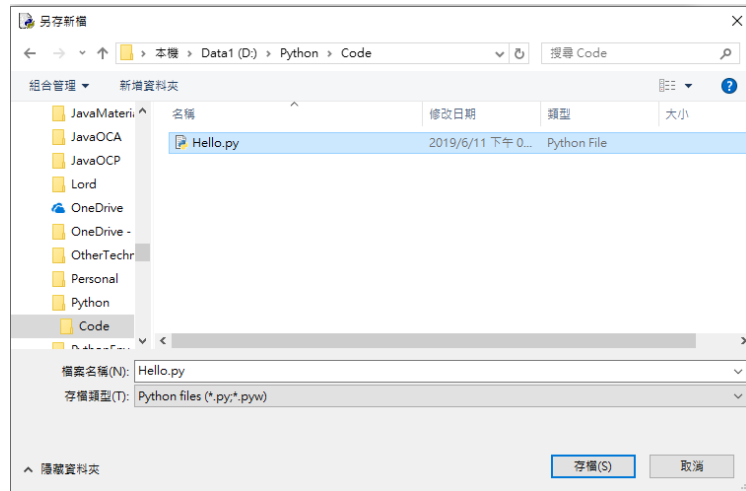 另存新檔
本機 > Data1 (D:) > Python > Code
搜尋 Code
組合管理
新增資料夾
名稱
修改日期
類型
大小
JavaMateri
JavaOCA
JavaOCP
Lord
OneDrive
OneDrive -
OtherTechr
Personal
Python
Code
Hello.py
2019/6/11 下午 0...
Python File
檔案名稱(N): Hello.py
存檔類型(T): Python files (*.py;*.pyw)
隱藏資料夾
存檔(S)
取消